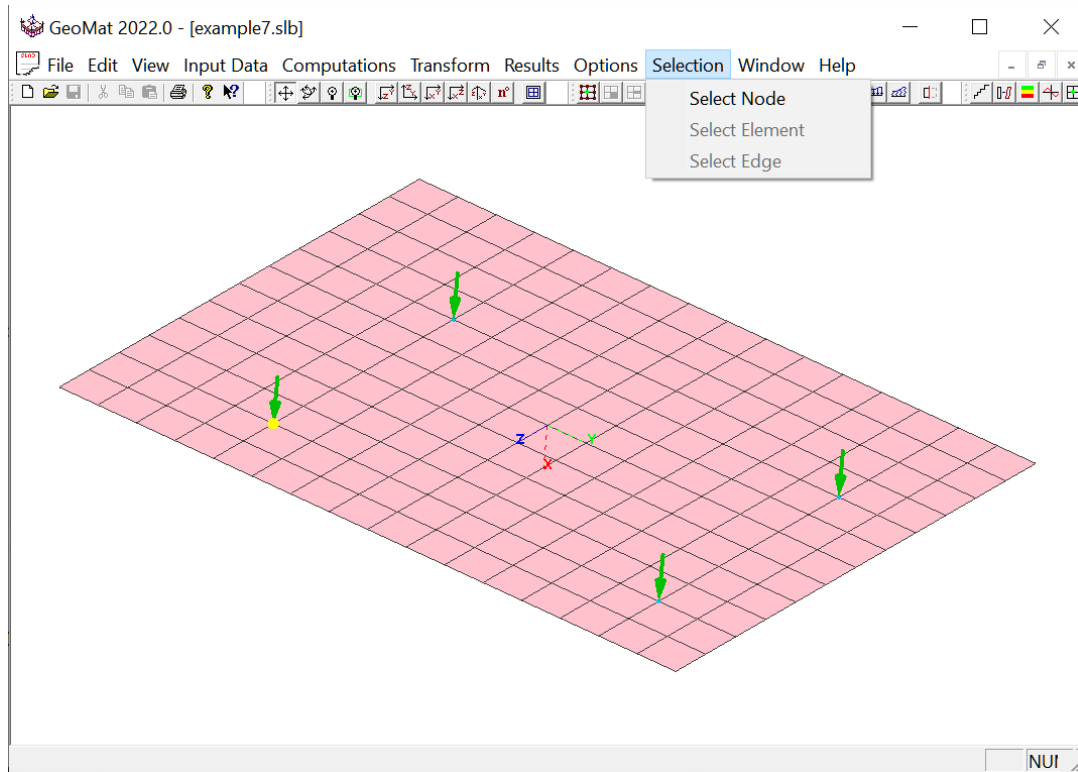 GeoMat 2022.0 - [example7.slb]
File Edit View Input Data Computations Transform Results Options Selection Window Help
Select Node
Select Element
Select Edge
Z
Y
X